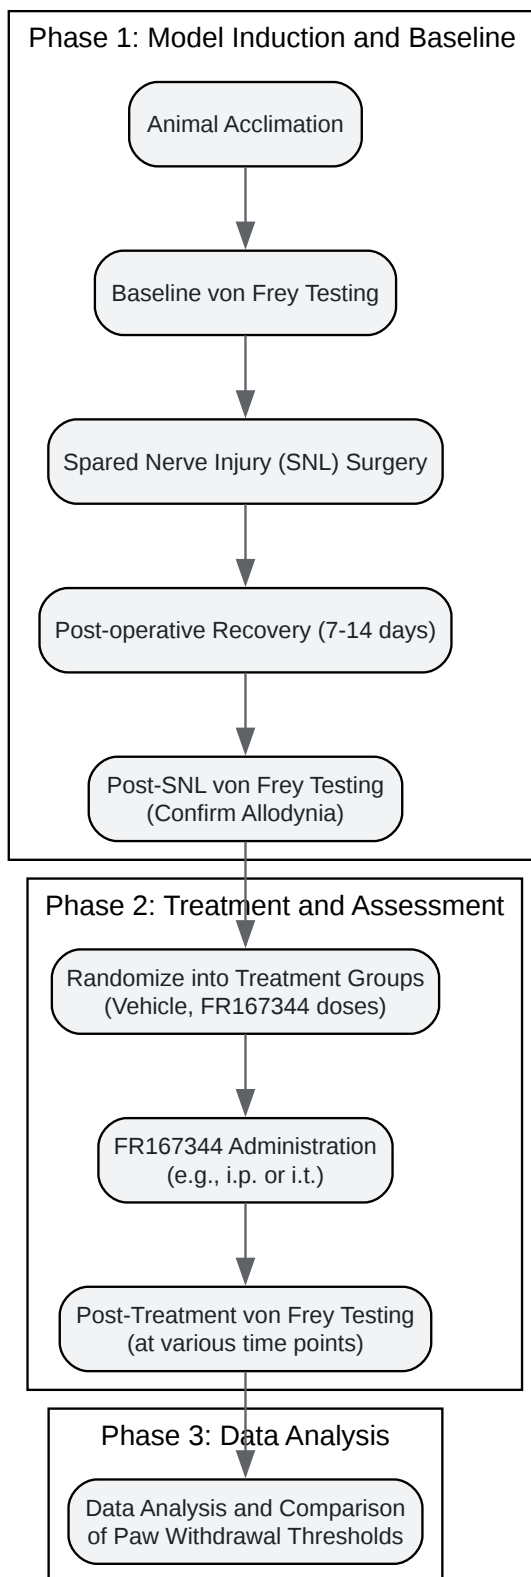 Phase 1: Model Induction and Baseline
Animal Acclimation
Baseline von Frey Testing
Spared Nerve Injury (SNL) Surgery
Post-operative Recovery (7-14 days)
Post-SNL von Frey Testing
(Confirm Allodynia)
Phase 2: Treatment and Assessment
Randomize into Treatment Groups
(Vehicle, FR167344 doses)
FR167344 Administration
(e.g., i.p. or i.t.)
Post-Treatment von Frey Testing
(at various time points)
Phase 3: Data Analysis
Data Analysis and Comparison
of Paw Withdrawal Thresholds